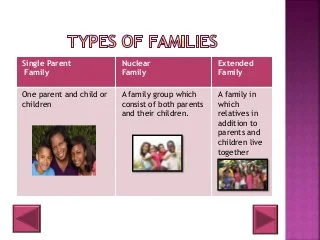 TYPES OF FAMILIES
Single Parent
Family
Nuclear
Family
Extended
Family
One parent and child or
children
A family group which
consist of both parents
and their children.
A family in
which
relatives in
addition to
parents and
children live
together